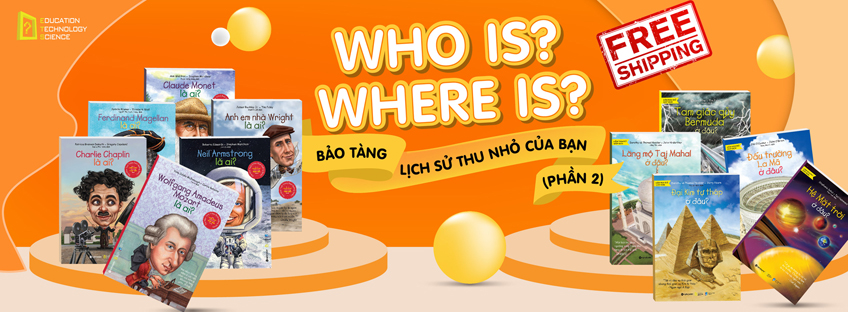 EDUCATION
TECHNOLOGY
SCIENCE
WHO IS?
WHERE IS?
FREE
SHIPPING
BẢO TÀNG
LỊCH SỬ THU NHỎ CỦA BẠN
(PHẦN 2)
Claude Monet
là ai?
Ferdinand Magellan
là ai?
Anh em nhà Wright
là ai?
Charlie Chaplin
là ai?
Neil Armstrong
là ai?
Wolfgang Amadeus
Mozart
là ai?
Tam giác quỷ
Bermuda
ở đâu?
Lăng mộ Taj Mahal
ở đâu?
Đấu trường
La Mã
ở đâu?
Đại kim tự tháp
ở đâu?
Hệ Mặt trời
ở đâu?